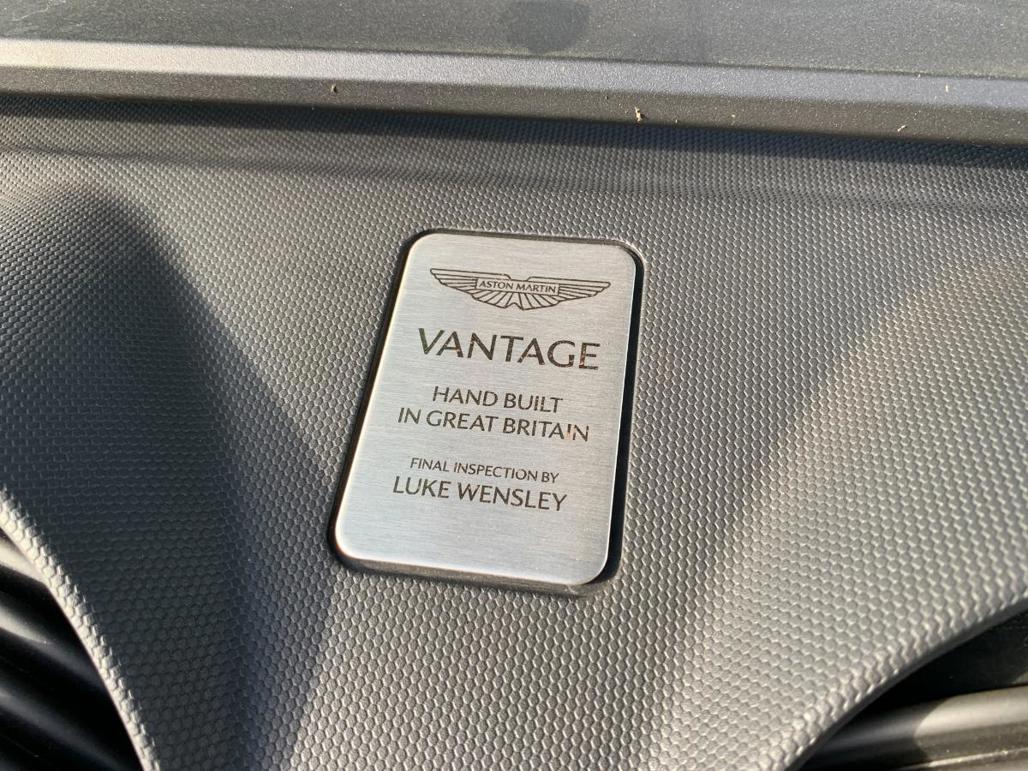 ASTON MARTIN
VANTAGE
HAND BUILT
IN GREAT BRITAIN
FINAL INSPECTION BY
LUKE WENSLEY